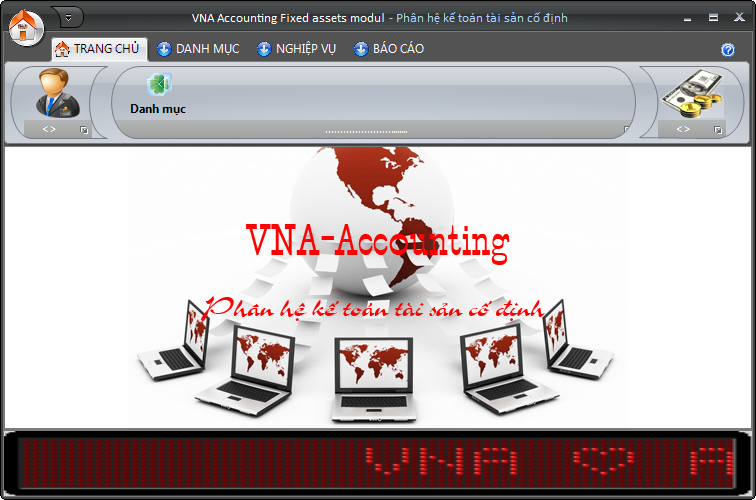 VNA Accounting Fixed assets modul - Phân hệ kế toán tài sản cố định
TRANG CHỦ DANH MỤC NGHIỆP VỤ BÁO CÁO
Danh mục
<> ............................ <>
VNA-Accounting
Phân hệ kế toán tài sản cố định
VNA ♡ A